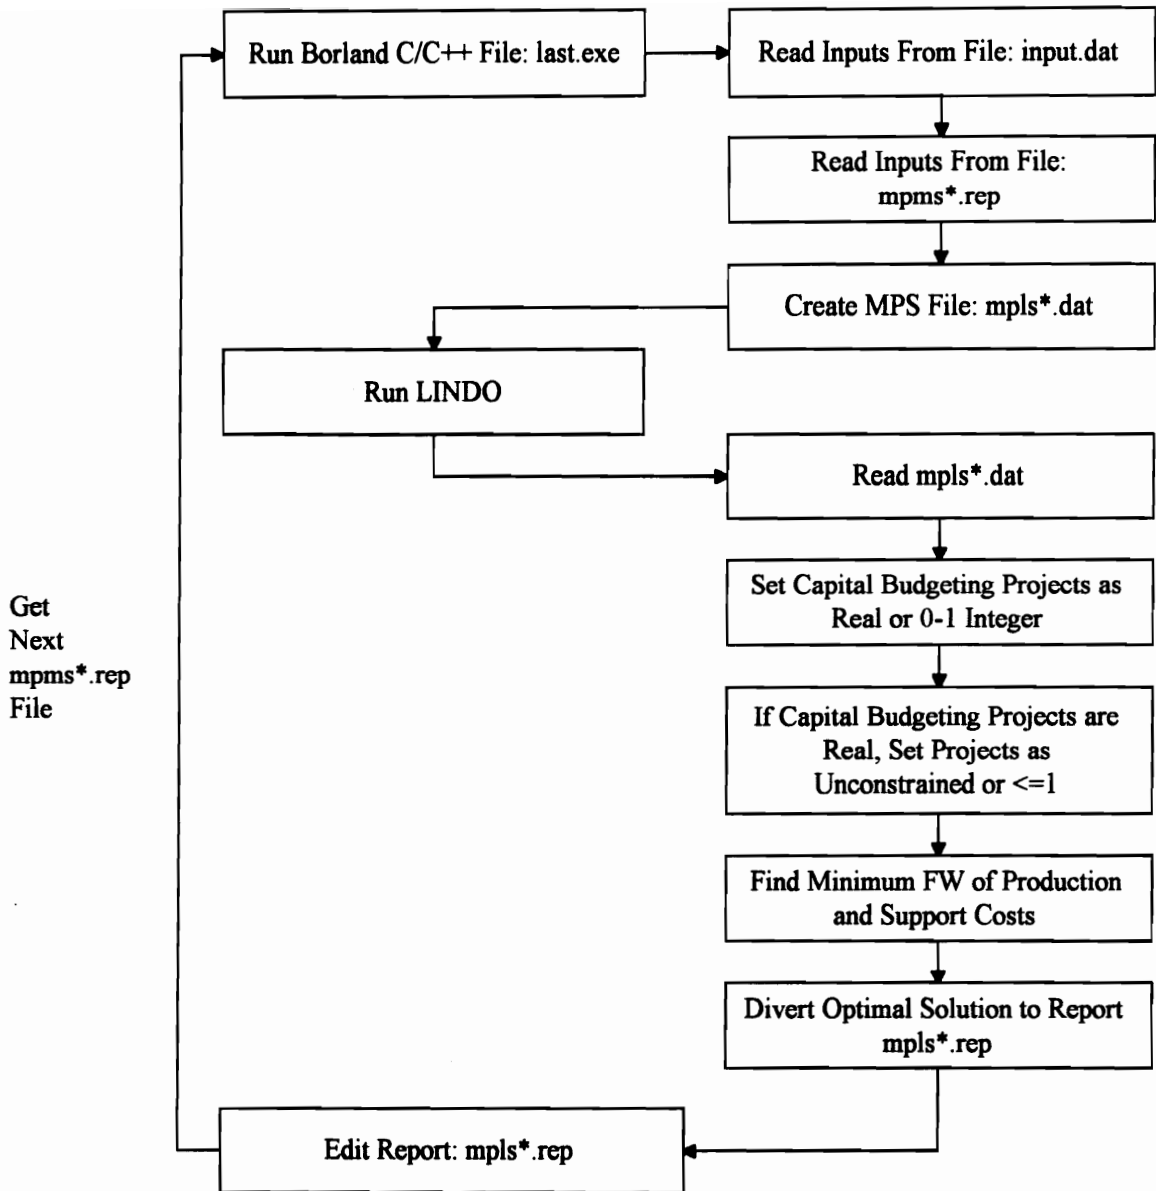 Run Borland C/C++ File: last.exe
Read Inputs From File: input.dat
Read Inputs From File:
mpms*.rep
Create MPS File: mpls*.dat
Run LINDO
Read mpls*.dat
Set Capital Budgeting Projects as
Real or 0-1 Integer
If Capital Budgeting Projects are
Real, Set Projects as
Unconstrained or <=1
Find Minimum FW of Production
and Support Costs
Divert Optimal Solution to Report
mpls*.rep
Edit Report: mpls*.rep
Get
Next
mpms*.rep
File